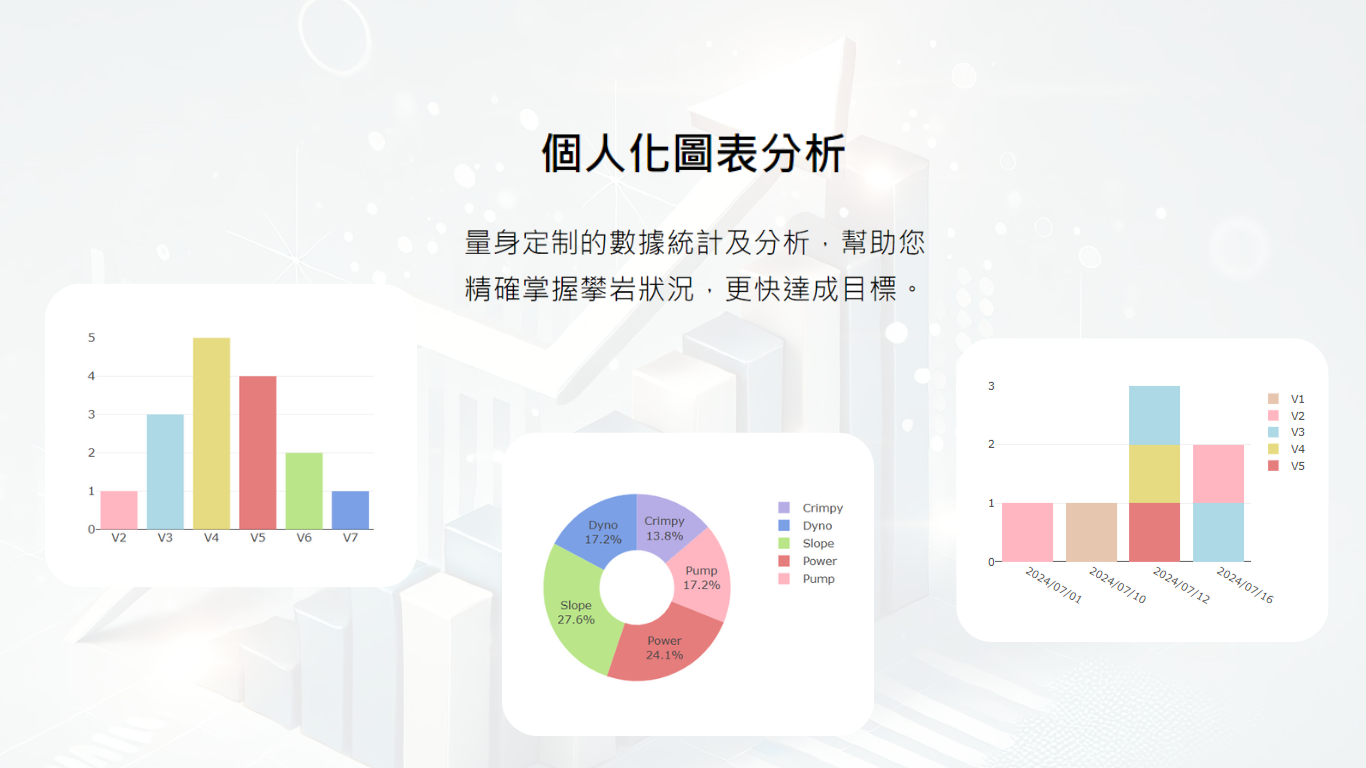 個人化圖表分析
量身定制的數據統計及分析，幫助您
精確掌握攀岩狀況，更快達成目標。
5
4
3
2
1
0
V2 V3 V4 V5 V6 V7
Dyno
17.2%
Crimpy
13.8%
Pump
17.2%
Slope
27.6%
Power
24.1%
Crimpy
Dyno
Slope
Power
Pump
3
2
1
0
2024/07/01 2024/07/10 2024/07/12 2024/07/16
V1
V2
V3
V4
V5